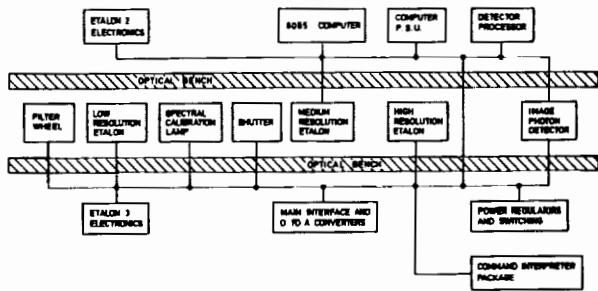 ETALON 2
ELECTRONICS
8085 COMPUTER
COMPUTER
P.S.U.
DETECTOR
PROCESSOR
OPTICAL BENCH
FILTER
WHEEL
LOW
RESOLUTION
ETALON
SPECTRAL
CALIBRATION
LAMP
SHUTTER
MEDIUM
RESOLUTION
ETALON
HIGH
RESOLUTION
ETALON
IMAGE
PHOTON
DETECTOR
OPTICAL BENCH
ETALON 3
ELECTRONICS
MAIN INTERFACE AND
D TO A CONVERTERS
POWER REGULATORS
AND SWITCHING
COMMAND INTERPRETER
PACKAGE